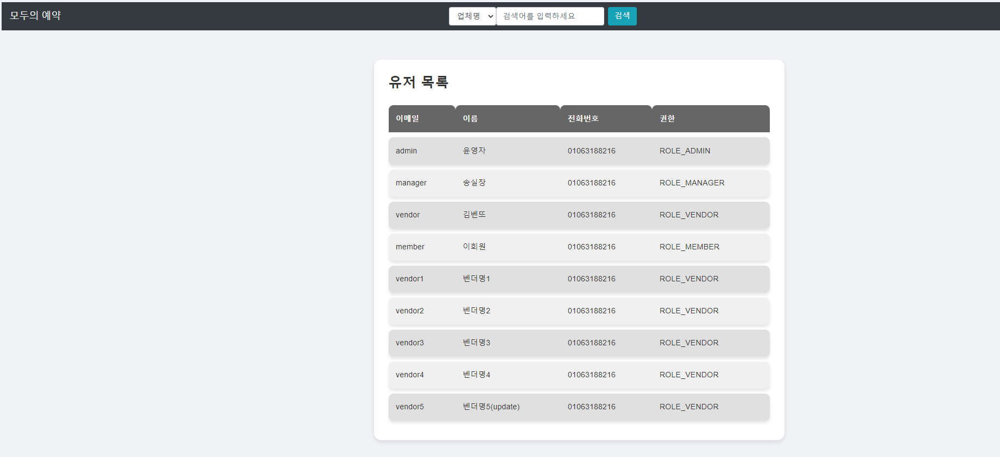 모두의 예약 업체명 검색어를 입력하세요 검색
유저 목록
이메일 이름 전화번호 권한
admin 윤영자 01063188216 ROLE_ADMIN
manager 송실장 01063188216 ROLE_MANAGER
vendor 김벤또 01063188216 ROLE_VENDOR
member 이회원 01063188216 ROLE_MEMBER
vendor1 벤더명1 01063188216 ROLE_VENDOR
vendor2 벤더명2 01063188216 ROLE_VENDOR
vendor3 벤더명3 01063188216 ROLE_VENDOR
vendor4 벤더명4 01063188216 ROLE_VENDOR
vendor5 벤더명5(update) 01063188216 ROLE_VENDOR